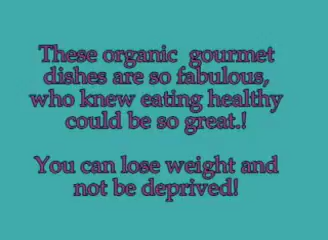 These organic gourmet
dishes are so fabulous,
who knew eating healthy
could be so great.!
You can lose weight and
not be deprived!